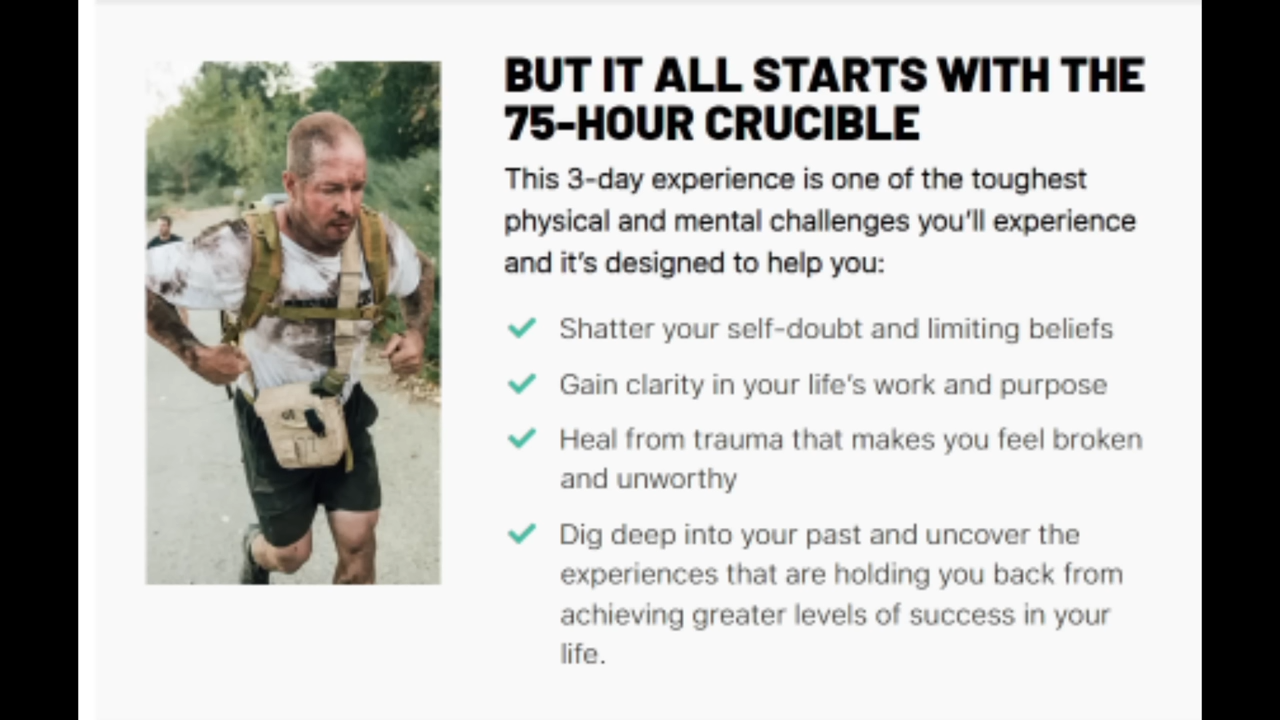 BUT IT ALL STARTS WITH THE
75-HOUR CRUCIBLE
This 3-day experience is one of the toughest
physical and mental challenges you'll experience
and it's designed to help you:
Shatter your self-doubt and limiting beliefs
Gain clarity in your life's work and purpose
Heal from trauma that makes you feel broken
and unworthy
Dig deep into your past and uncover the
experiences that are holding you back from
achieving greater levels of success in your
life.